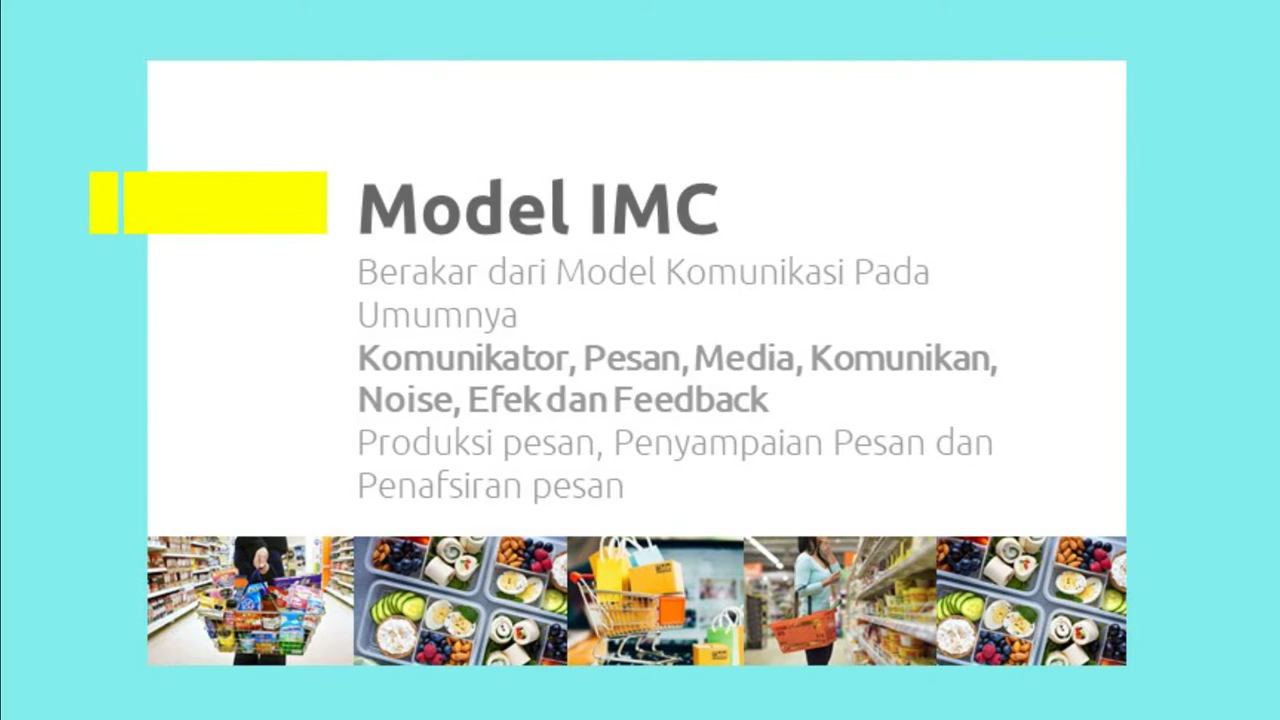 Model IMC
Berakar dari Model Komunikasi Pada
Umumnya
Komunikator, Pesan, Media, Komunikan,
Noise, Efek dan Feedback
Produksi pesan, Penyampaian Pesan dan
Penafsiran pesan